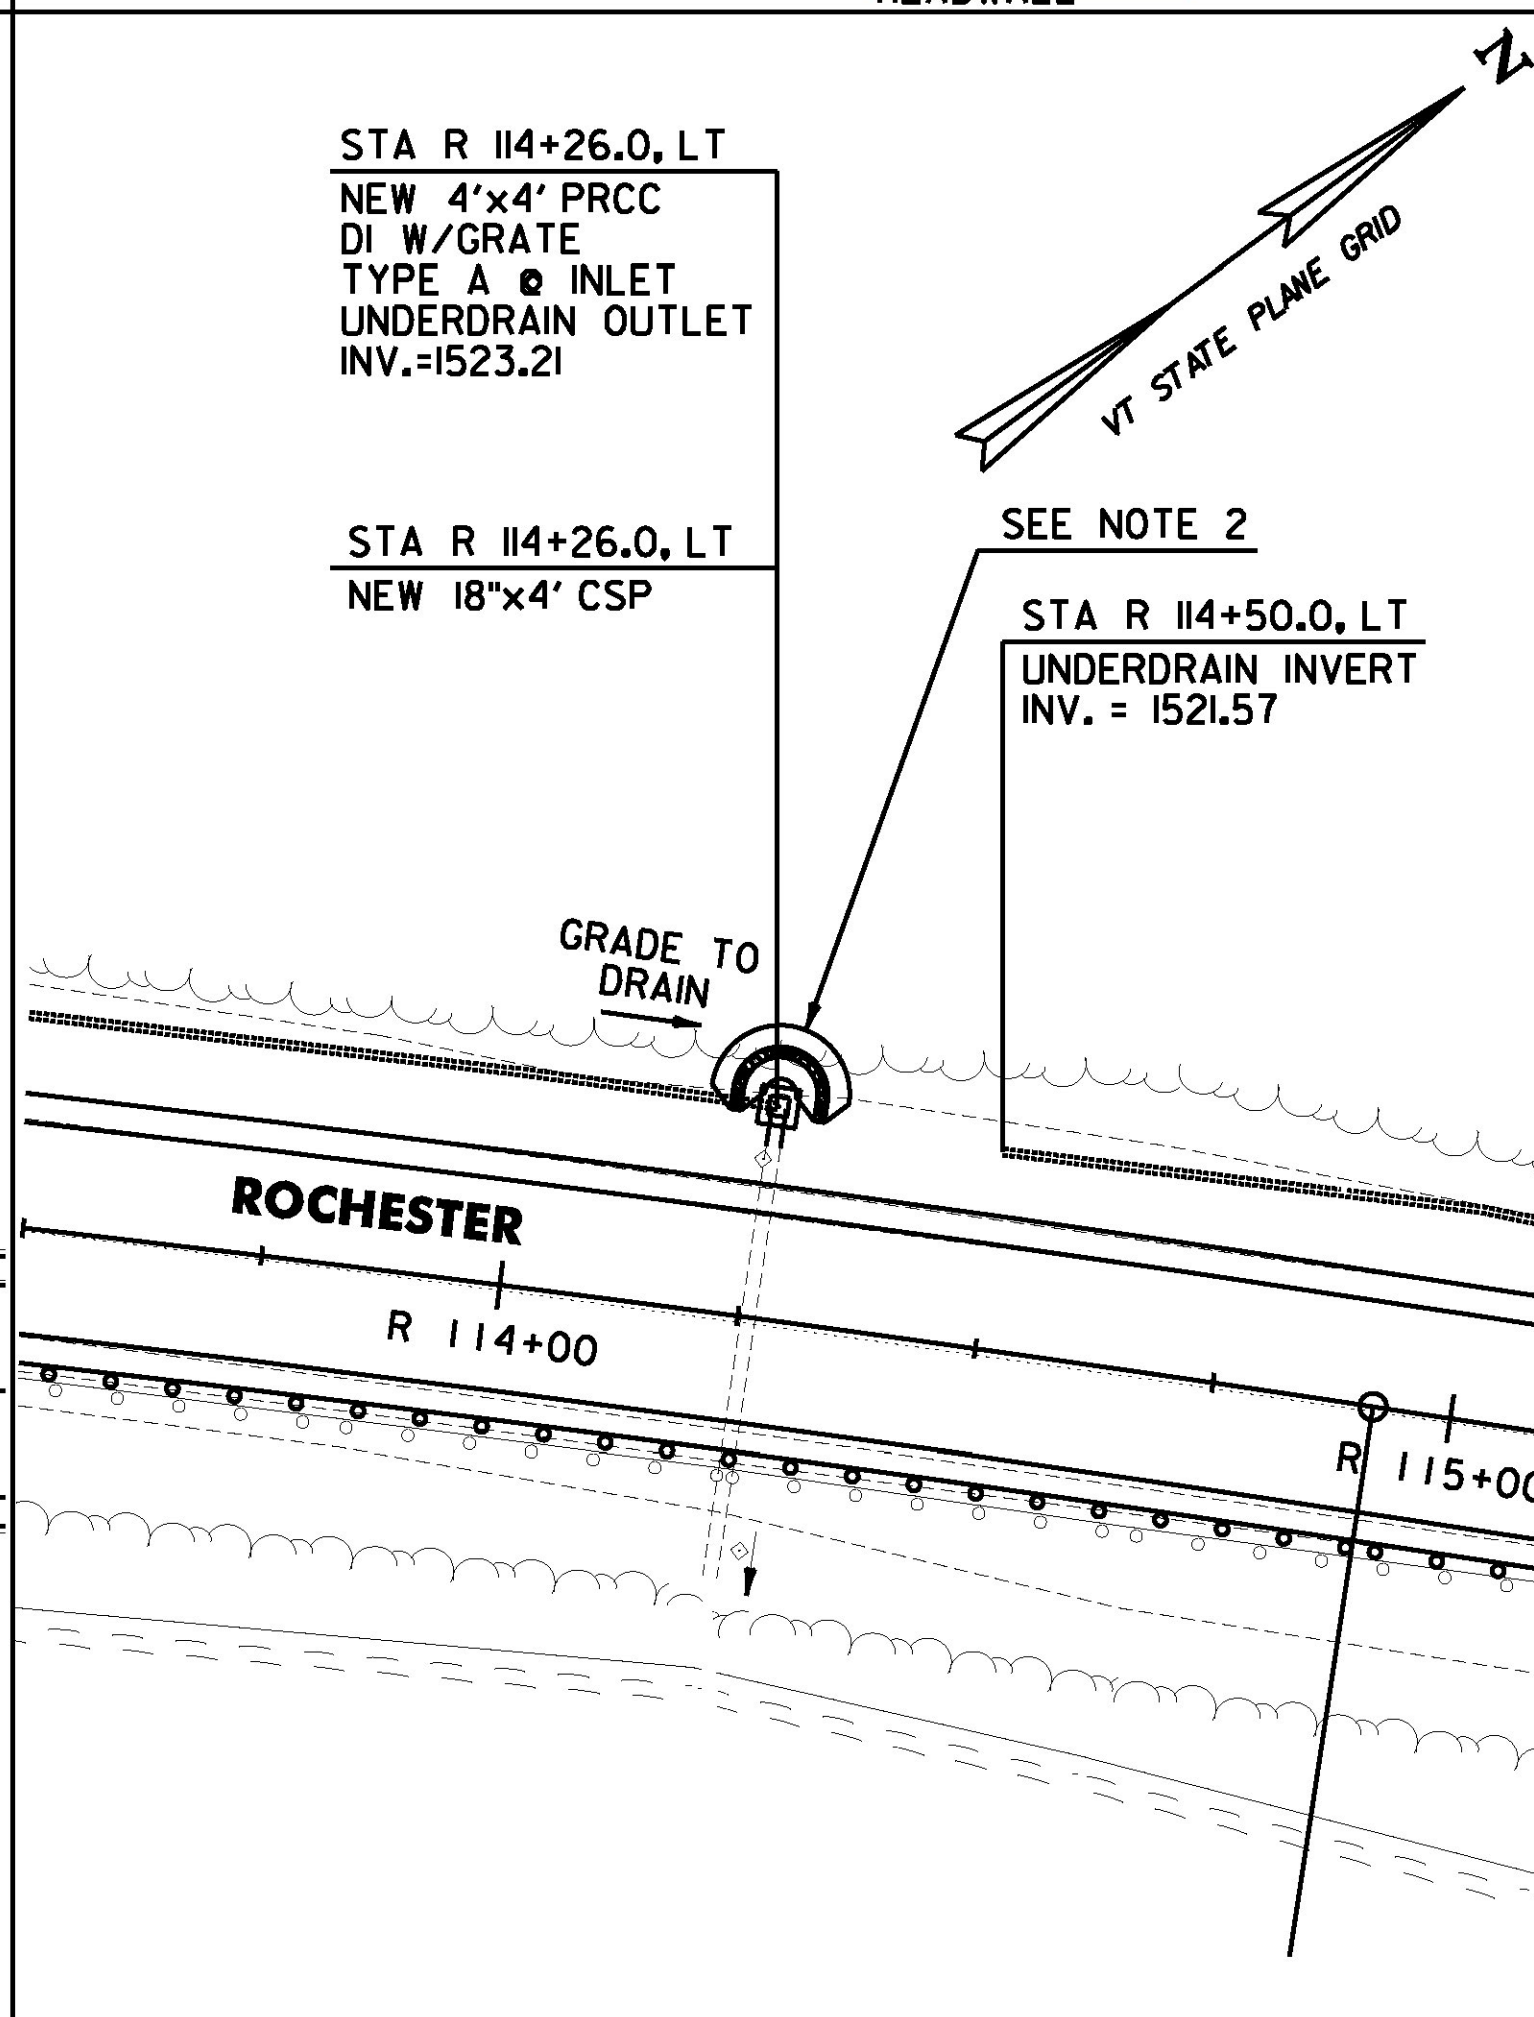 N
VT STATE PLANE GRID
STA R 114+26.0, LT
NEW 4'x4' PRCC
DI W/GRATE
TYPE A @ INLET
UNDERDRAIN OUTLET
INV.=1523.21
STA R 114+26.0, LT
NEW 18"x4' CSP
SEE NOTE 2
STA R 114+50.0, LT
UNDERDRAIN INVERT
INV. = 1521.57
GRADE TO
DRAIN
ROCHESTER
R 114+00
R 115+00